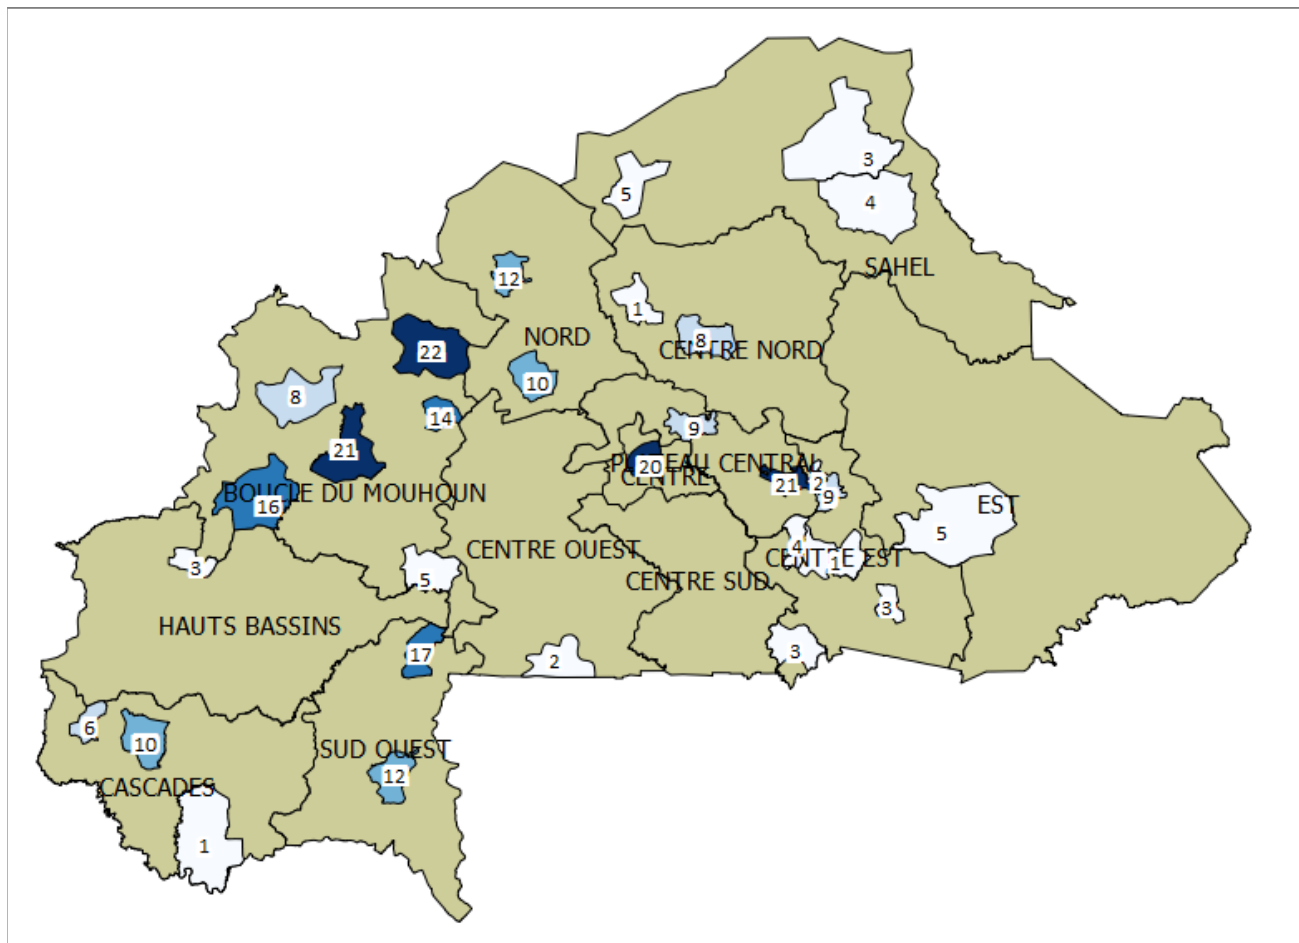 3
5
4
SAHEL
12
1
NORD
8
CENTRE NORD
22
10
8
14
9
21
20
PLATEAU CENTRAL
CENTRE
21
2
9
BOUCLE DU MOUHOUN
16
EST
5
CENTRE OUEST
4
CENTRE EST
1
3
5
CENTRE SUD
3
HAUTS BASSINS
17
2
3
6
10
SUD OUEST
12
CASCADES
1